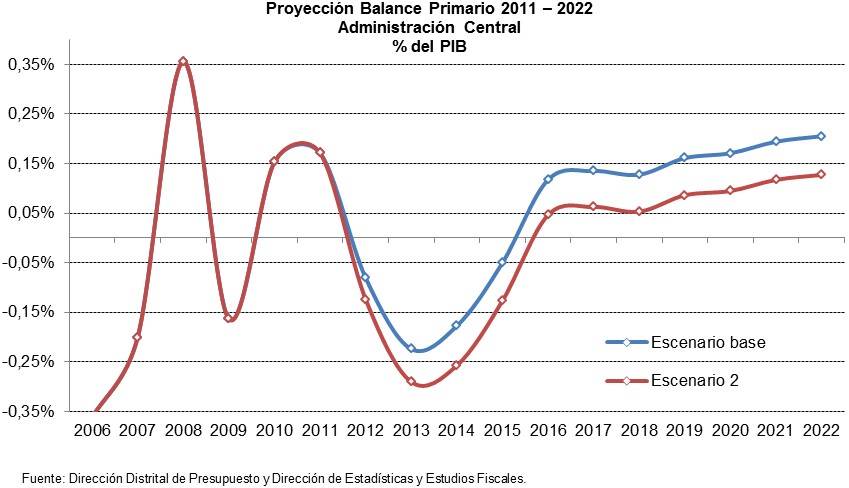 Proyección Balance Primario 2011 – 2022
Administración Central
% del PIB
0,35%
0,25%
0,15%
0,05%
-0,05%
-0,15%
-0,25%
-0,35%
Escenario base
Escenario 2
2006 2007 2008 2009 2010 2011 2012 2013 2014 2015 2016 2017 2018 2019 2020 2021 2022
Fuente: Dirección Distrital de Presupuesto y Dirección de Estadísticas y Estudios Fiscales.